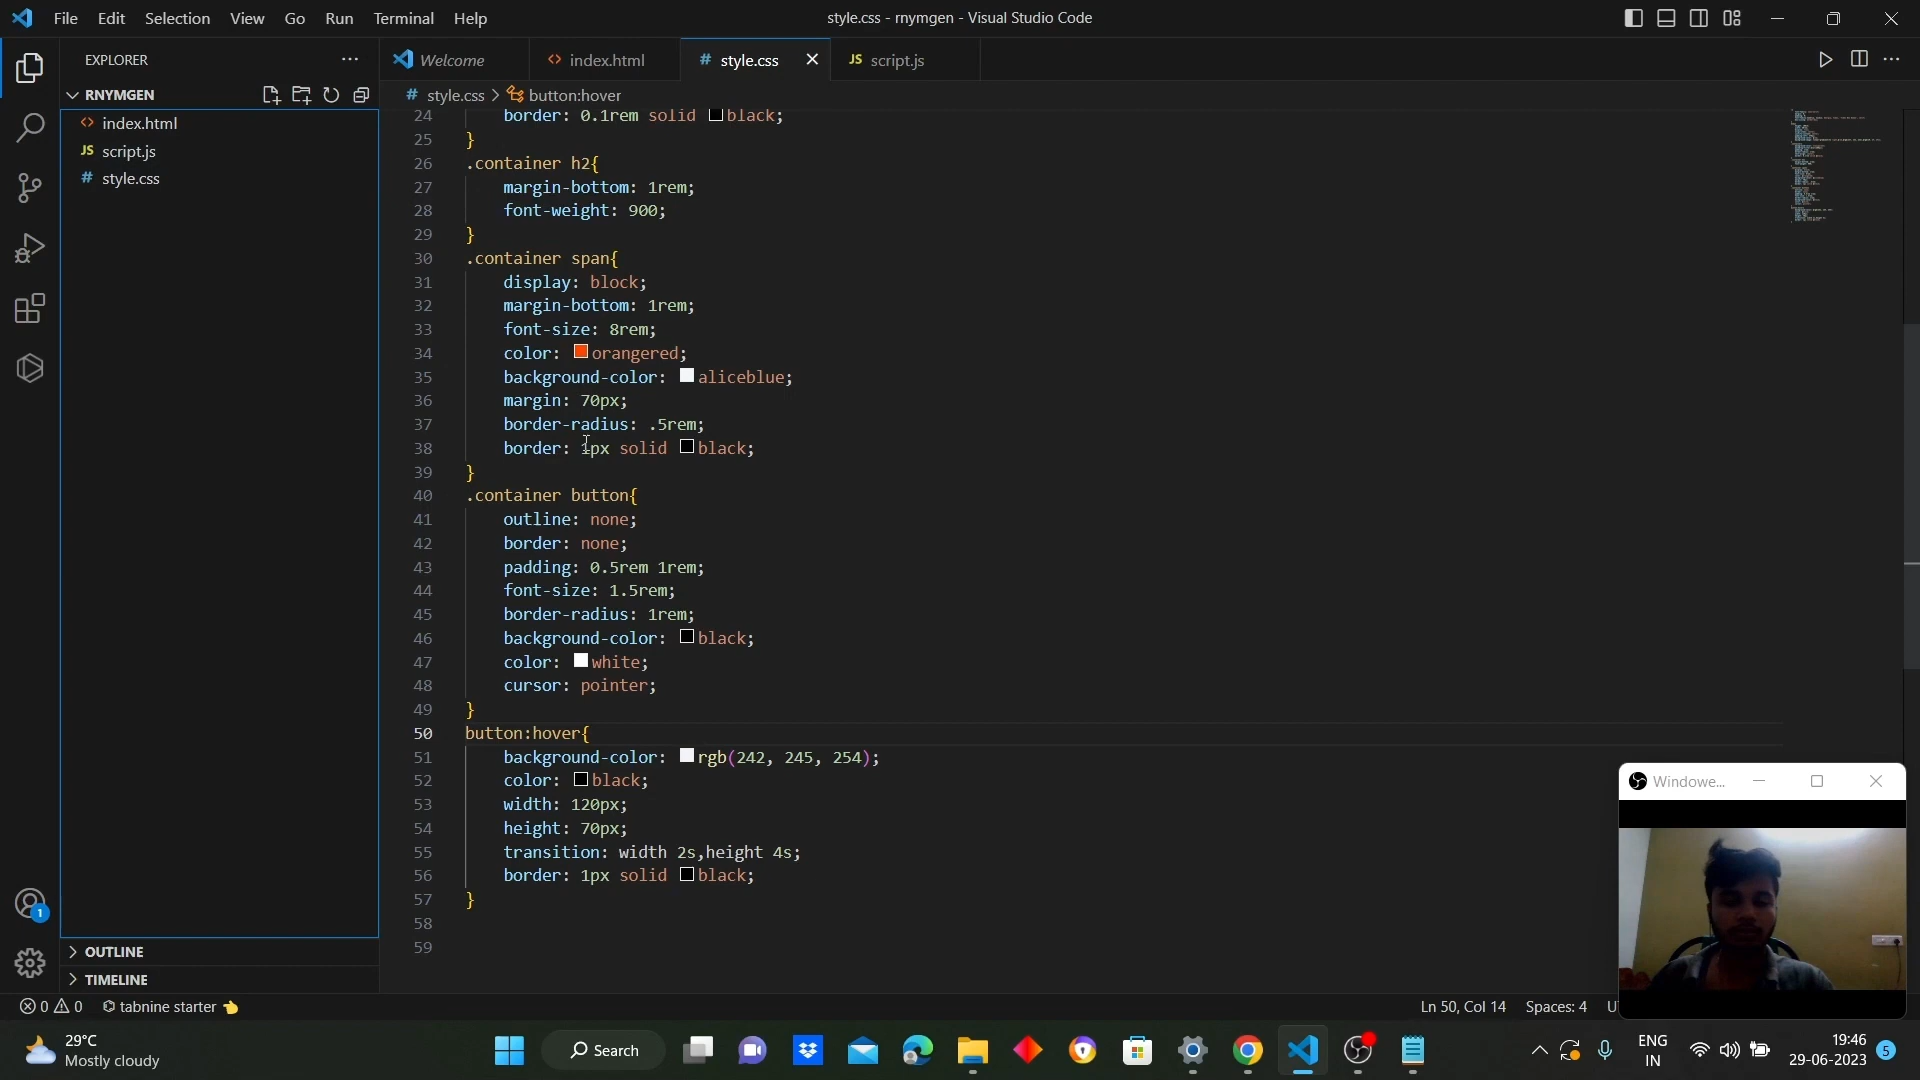 File Edit Selection View Go Run Terminal Help
style.css - rnymgen - Visual Studio Code
EXPLORER
Welcome
index.html
style.css
JS script.js
RNYMGEN
# style.css > button:hover
index.html
JS script.js
# style.css
24 border: 0.1rem solid black;
25 }
26 .container h2{
27 margin-bottom: 1rem;
28 font-weight: 900;
29 }
30 .container span{
31 display: block;
32 margin-bottom: 1rem;
33 font-size: 8rem;
34 color: orangered;
35 background-color: aliceblue;
36 margin: 70px;
37 border-radius: .5rem;
38 border: 1px solid black;
39 }
40 .container button{
41 outline: none;
42 border: none;
43 padding: 0.5rem 1rem;
44 font-size: 1.5rem;
45 border-radius: 1rem;
46 background-color: black;
47 color: white;
48 cursor: pointer;
49 }
50 button:hover{
51 background-color: rgb(242, 245, 254);
52 color: black;
53 width: 120px;
54 height: 70px;
55 transition: width 2s,height 4s;
56 border: 1px solid black;
57 }
58
59
Windowe...
1
OUTLINE
TIMELINE
0 0 tabnine starter
Ln 50, Col 14 Spaces: 4
29°C
Mostly cloudy
Search
ENG
IN
19:46
29-06-2023
5